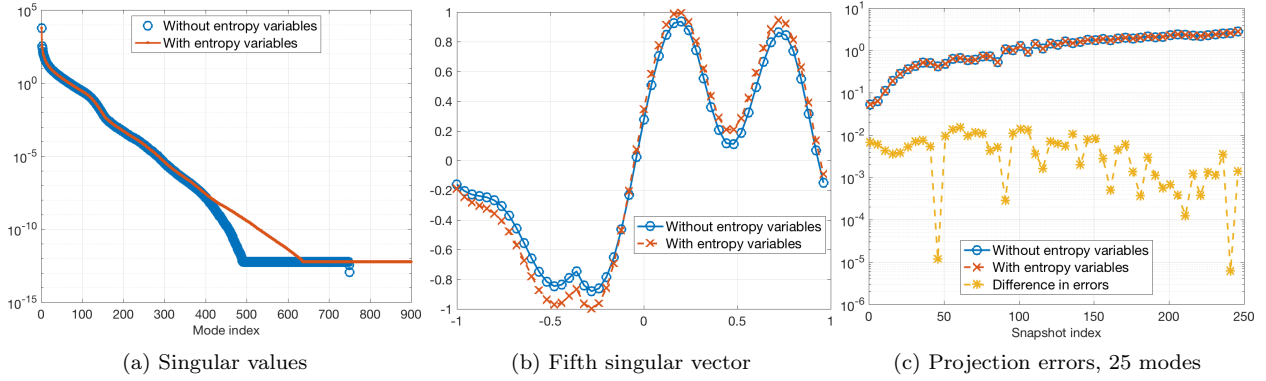 10^5
10^0
10^-5
10^-10
10^-15
0 100 200 300 400 500 600 700 800 900
Mode index
Without entropy variables
With entropy variables
(a) Singular values
1
0.8
0.6
0.4
0.2
0
-0.2
-0.4
-0.6
-0.8
-1
-1 -0.5 0 0.5 1
Without entropy variables
With entropy variables
(b) Fifth singular vector
10^1
10^0
10^-1
10^-2
10^-3
10^-4
10^-5
10^-6
0 50 100 150 200 250
Snapshot index
Without entropy variables
With entropy variables
Difference in errors
(c) Projection errors, 25 modes